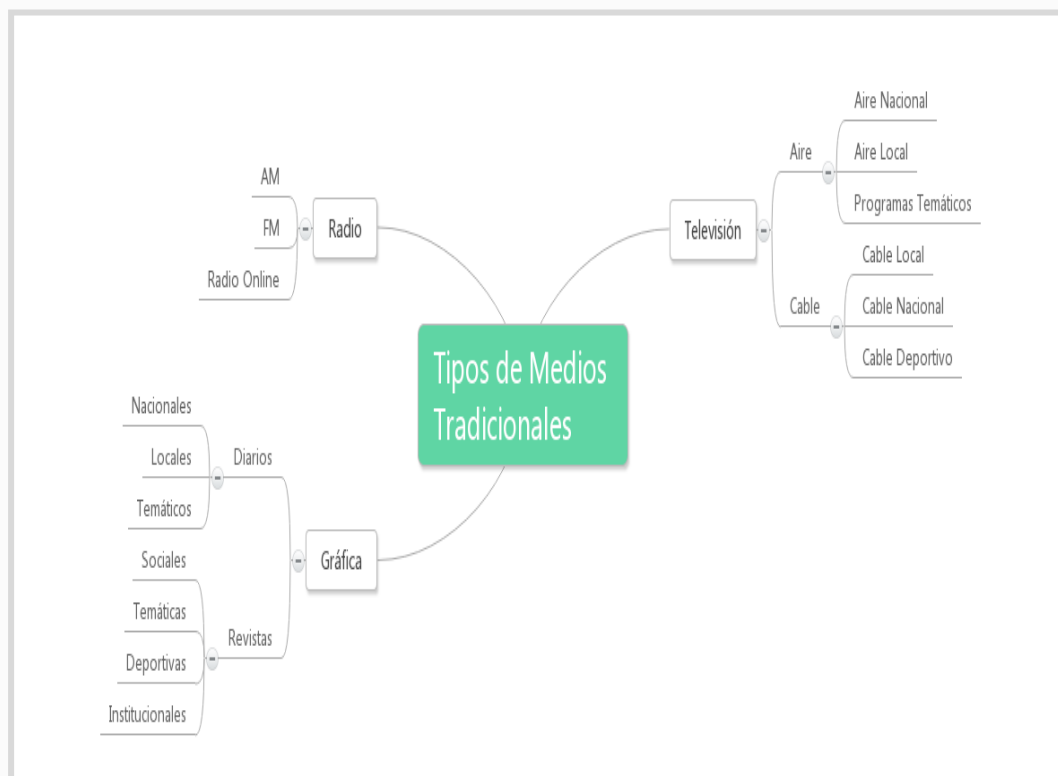 Tipos de Medios
Tradicionales
Radio
AM
FM
Radio Online
Televisión
Aire
Aire Nacional
Aire Local
Programas Temáticos
Cable
Cable Local
Cable Nacional
Cable Deportivo
Gráfica
Diarios
Nacionales
Locales
Temáticos
Revistas
Sociales
Temáticas
Deportivas
Institucionales